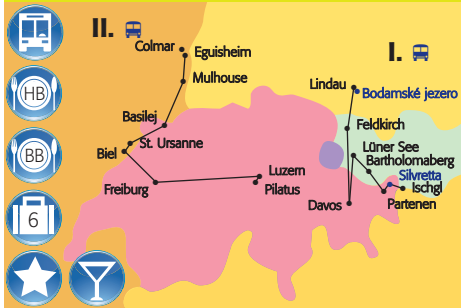 II.
Colmar
Eguisheim
Mulhouse
Basilej
St. Ursanne
Biel
Freiburg
Luzern
Pilatus
I.
Lindau
Bodamské jezero
Feldkirch
Lüner See
Bartholomaberg
Silvretta
Ischgl
Partenen
Davos
HB
BB
6